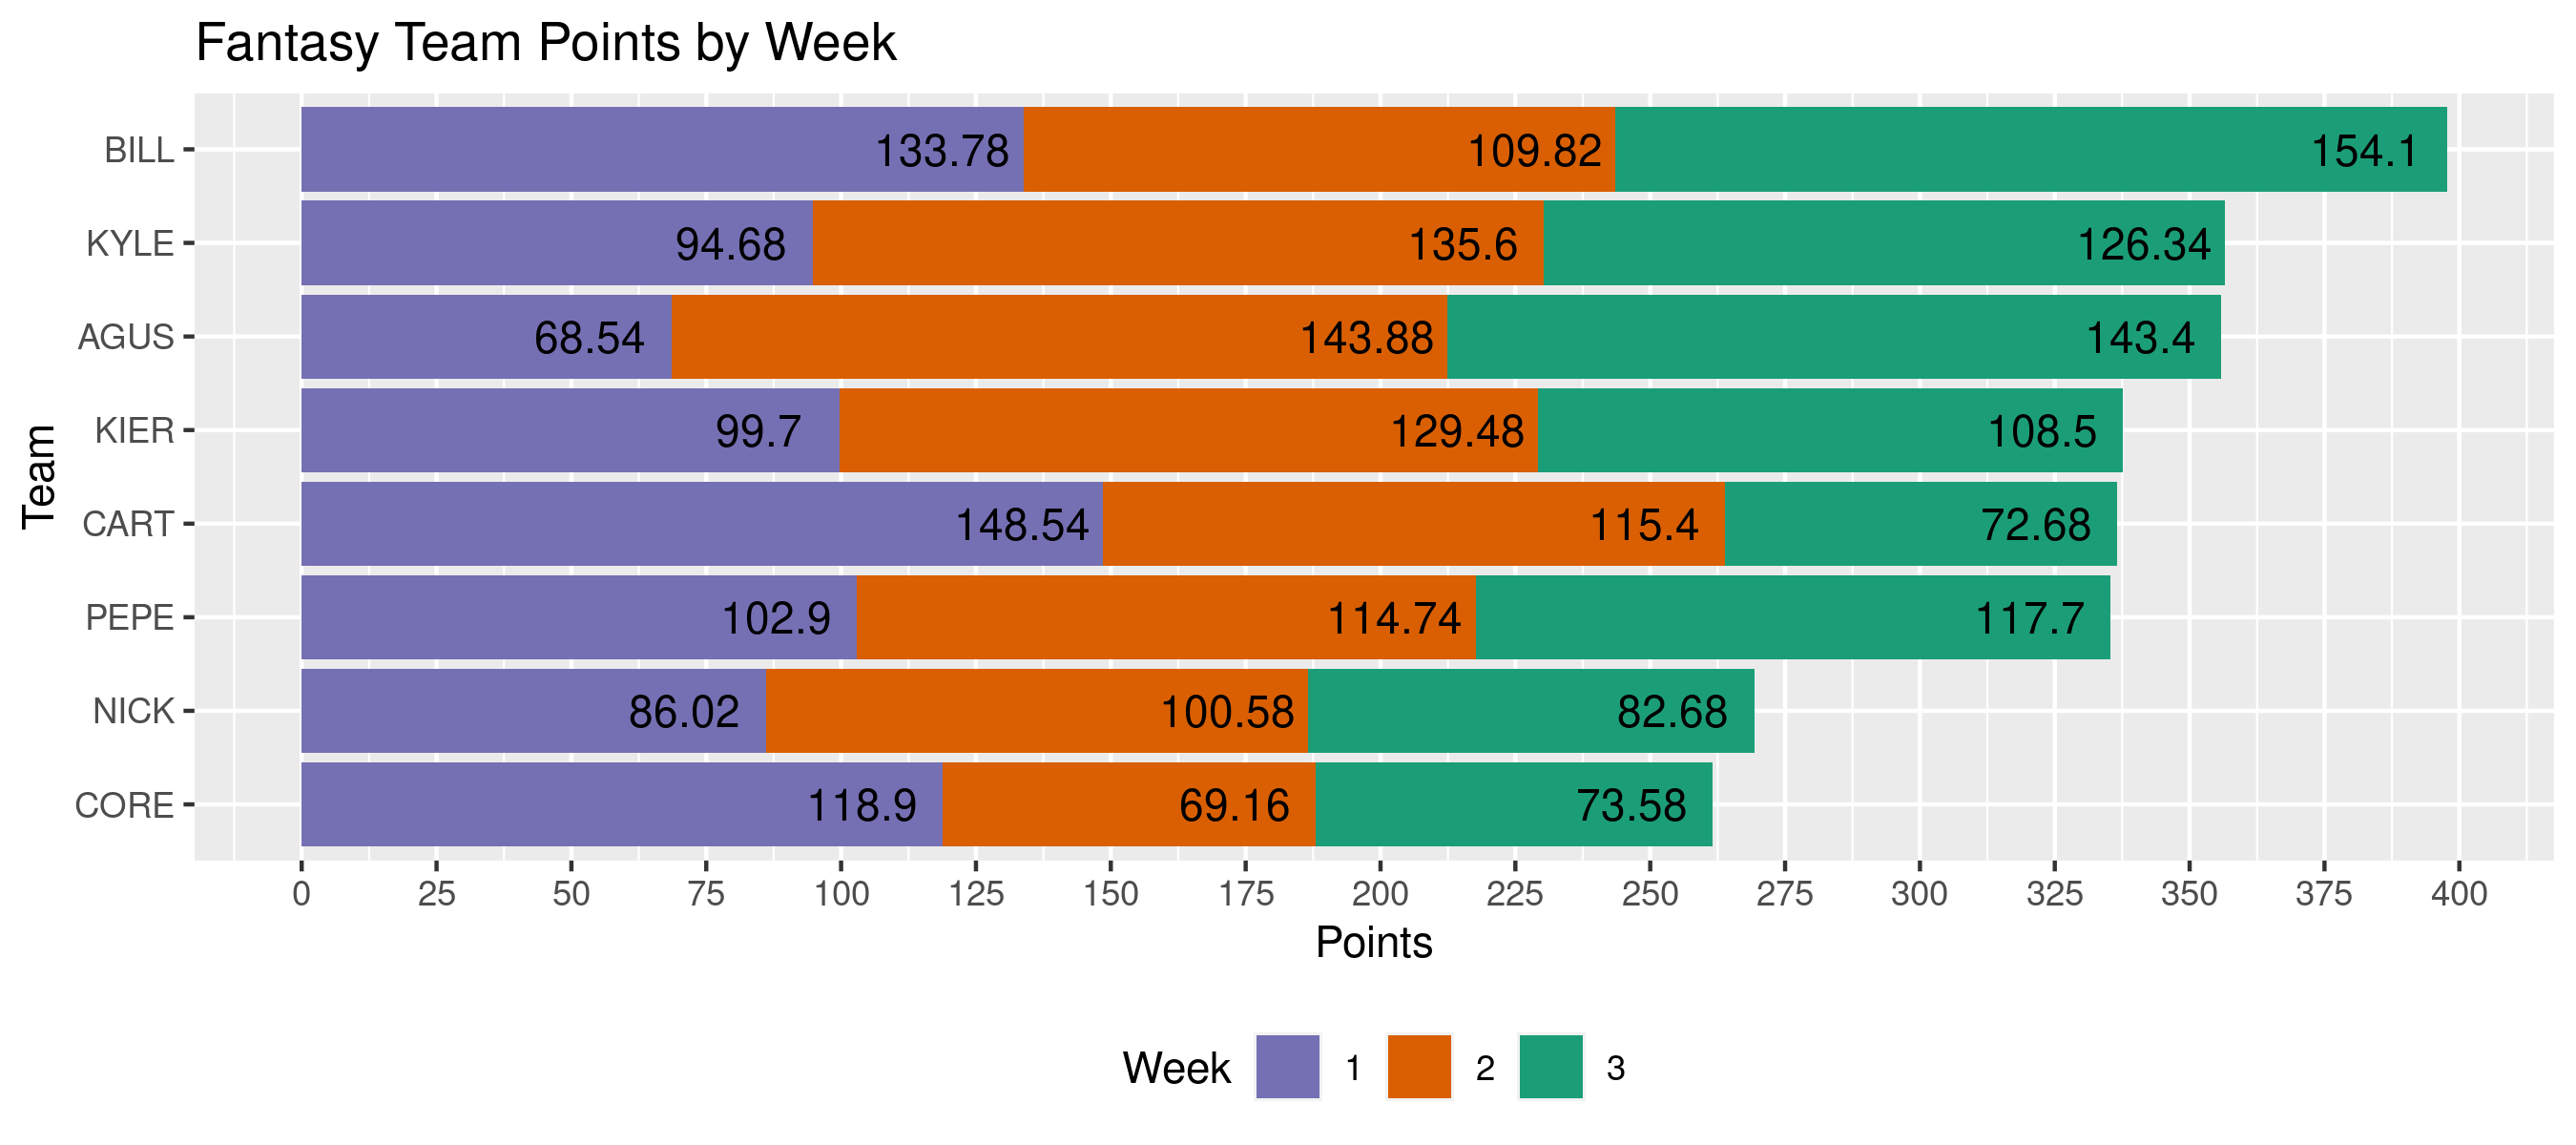 Fantasy Team Points by Week
BILL 133.78 109.82 154.1
KYLE 94.68 135.6 126.34
AGUS 68.54 143.88 143.4
KIER 99.7 129.48 108.5
CART 148.54 115.4 72.68
PEPE 102.9 114.74 117.7
NICK 86.02 100.58 82.68
CORE 118.9 69.16 73.58
Team
0 25 50 75 100 125 150 175 200 225 250 275 300 325 350 375 400
Points
Week 1 2 3